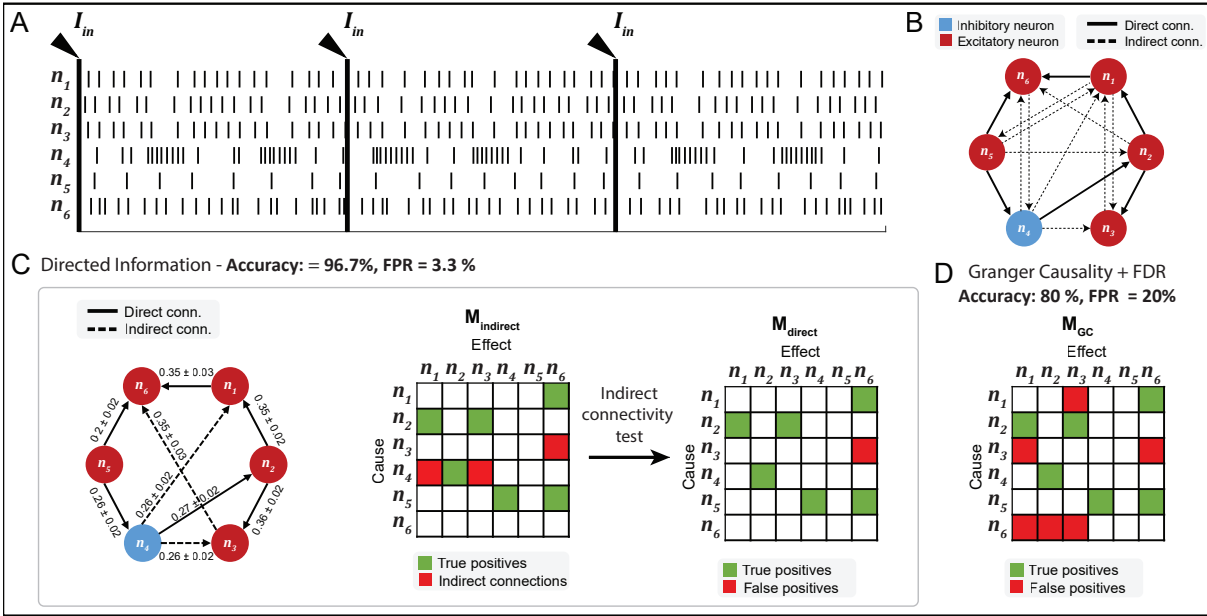 A
I_in I_in I_in
n_1
n_2
n_3
n_4
n_5
n_6
B
Inhibitory neuron
Excitatory neuron
Direct conn.
Indirect conn.
n_6 n_1
n_5 n_2
n_4 n_3
C Directed Information - Accuracy: = 96.7%, FPR = 3.3 %
Direct conn.
Indirect conn.
0.35 ± 0.03
n_6 n_1
0.2 ± 0.02
0.35 ± 0.03
0.35 ± 0.02
n_5 n_2
0.26 ± 0.02
0.26 ± 0.02
0.27 ± 0.02
0.36 ± 0.02
n_4 n_3
0.26 ± 0.02
M_indirect
Effect
n_1 n_2 n_3 n_4 n_5 n_6
Cause
n_1
n_2
n_3
n_4
n_5
n_6
True positives
Indirect connections
Indirect
connectivity
test
M_direct
Effect
n_1 n_2 n_3 n_4 n_5 n_6
Cause
n_1
n_2
n_3
n_4
n_5
n_6
True positives
False positives
D Granger Causality + FDR
Accuracy: 80 %, FPR = 20%
M_GC
Effect
n_1 n_2 n_3 n_4 n_5 n_6
Cause
n_1
n_2
n_3
n_4
n_5
n_6
True positives
False positives